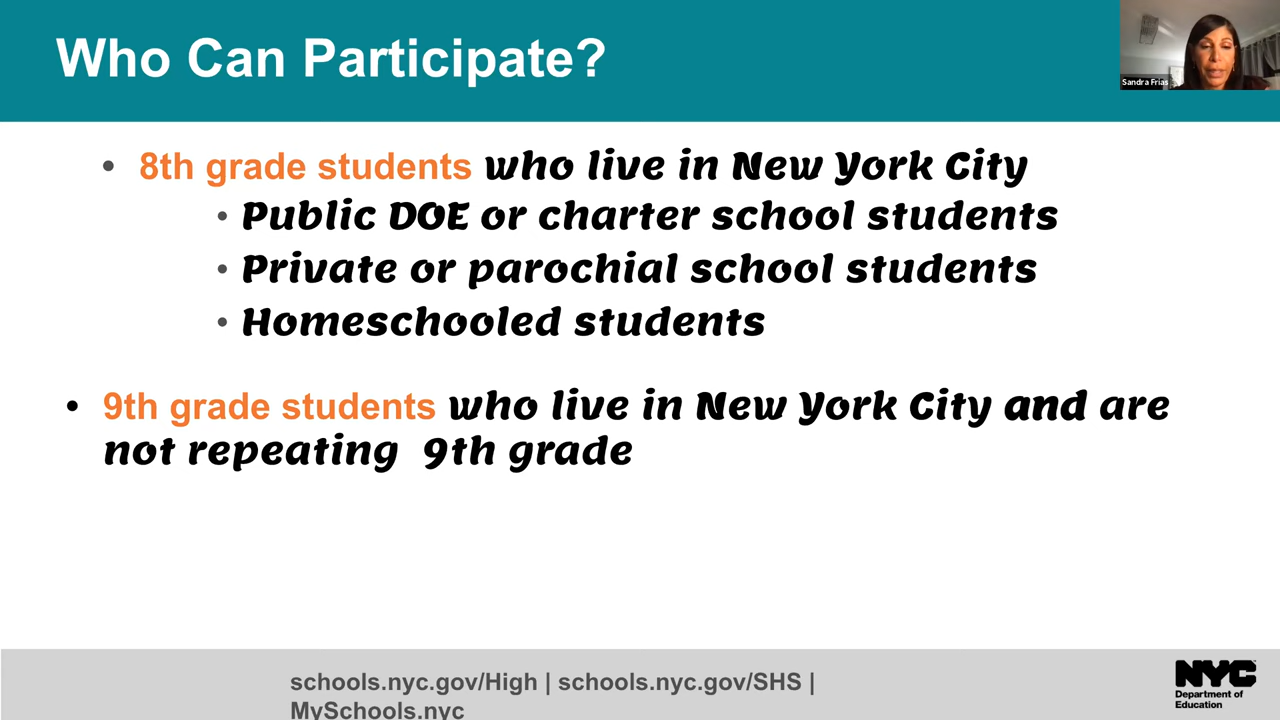 Who Can Participate?
Sandra Frias
• 8th grade students who live in New York City
• Public DOE or charter school students
• Private or parochial school students
• Homeschooled students
• 9th grade students who live in New York City and are
not repeating 9th grade
schools.nyc.gov/High | schools.nyc.gov/SHS |
MySchools.nyc
NYC
Department of
Education